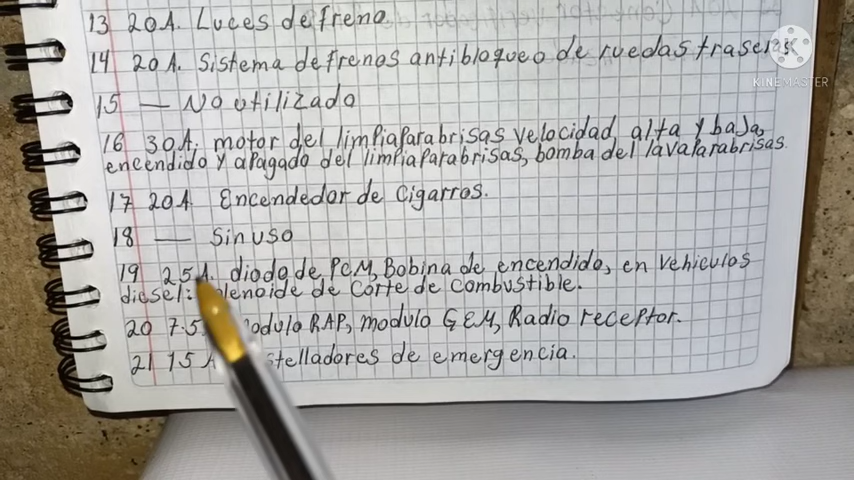 13 20A. Luces de freno.
14 20A. Sistema de frenos antibloqueo de ruedas traseras
15 — No utilizado
16 30A. motor del limpiaparabrisas velocidad alta y baja,
encendido y apagado del limpiaparabrisas, bomba del lavaparabrisas.
17 20A. Encendedor de Cigarros.
18 — Sin uso
19 25A. diodo de PCM, Bobina de encendido, en vehiculos
diesel: de corte de combustible.
20 7.5 modulo RAP, modulo GEM, Radio receptor.
21 15 A de emergencia.
KINEMASTER